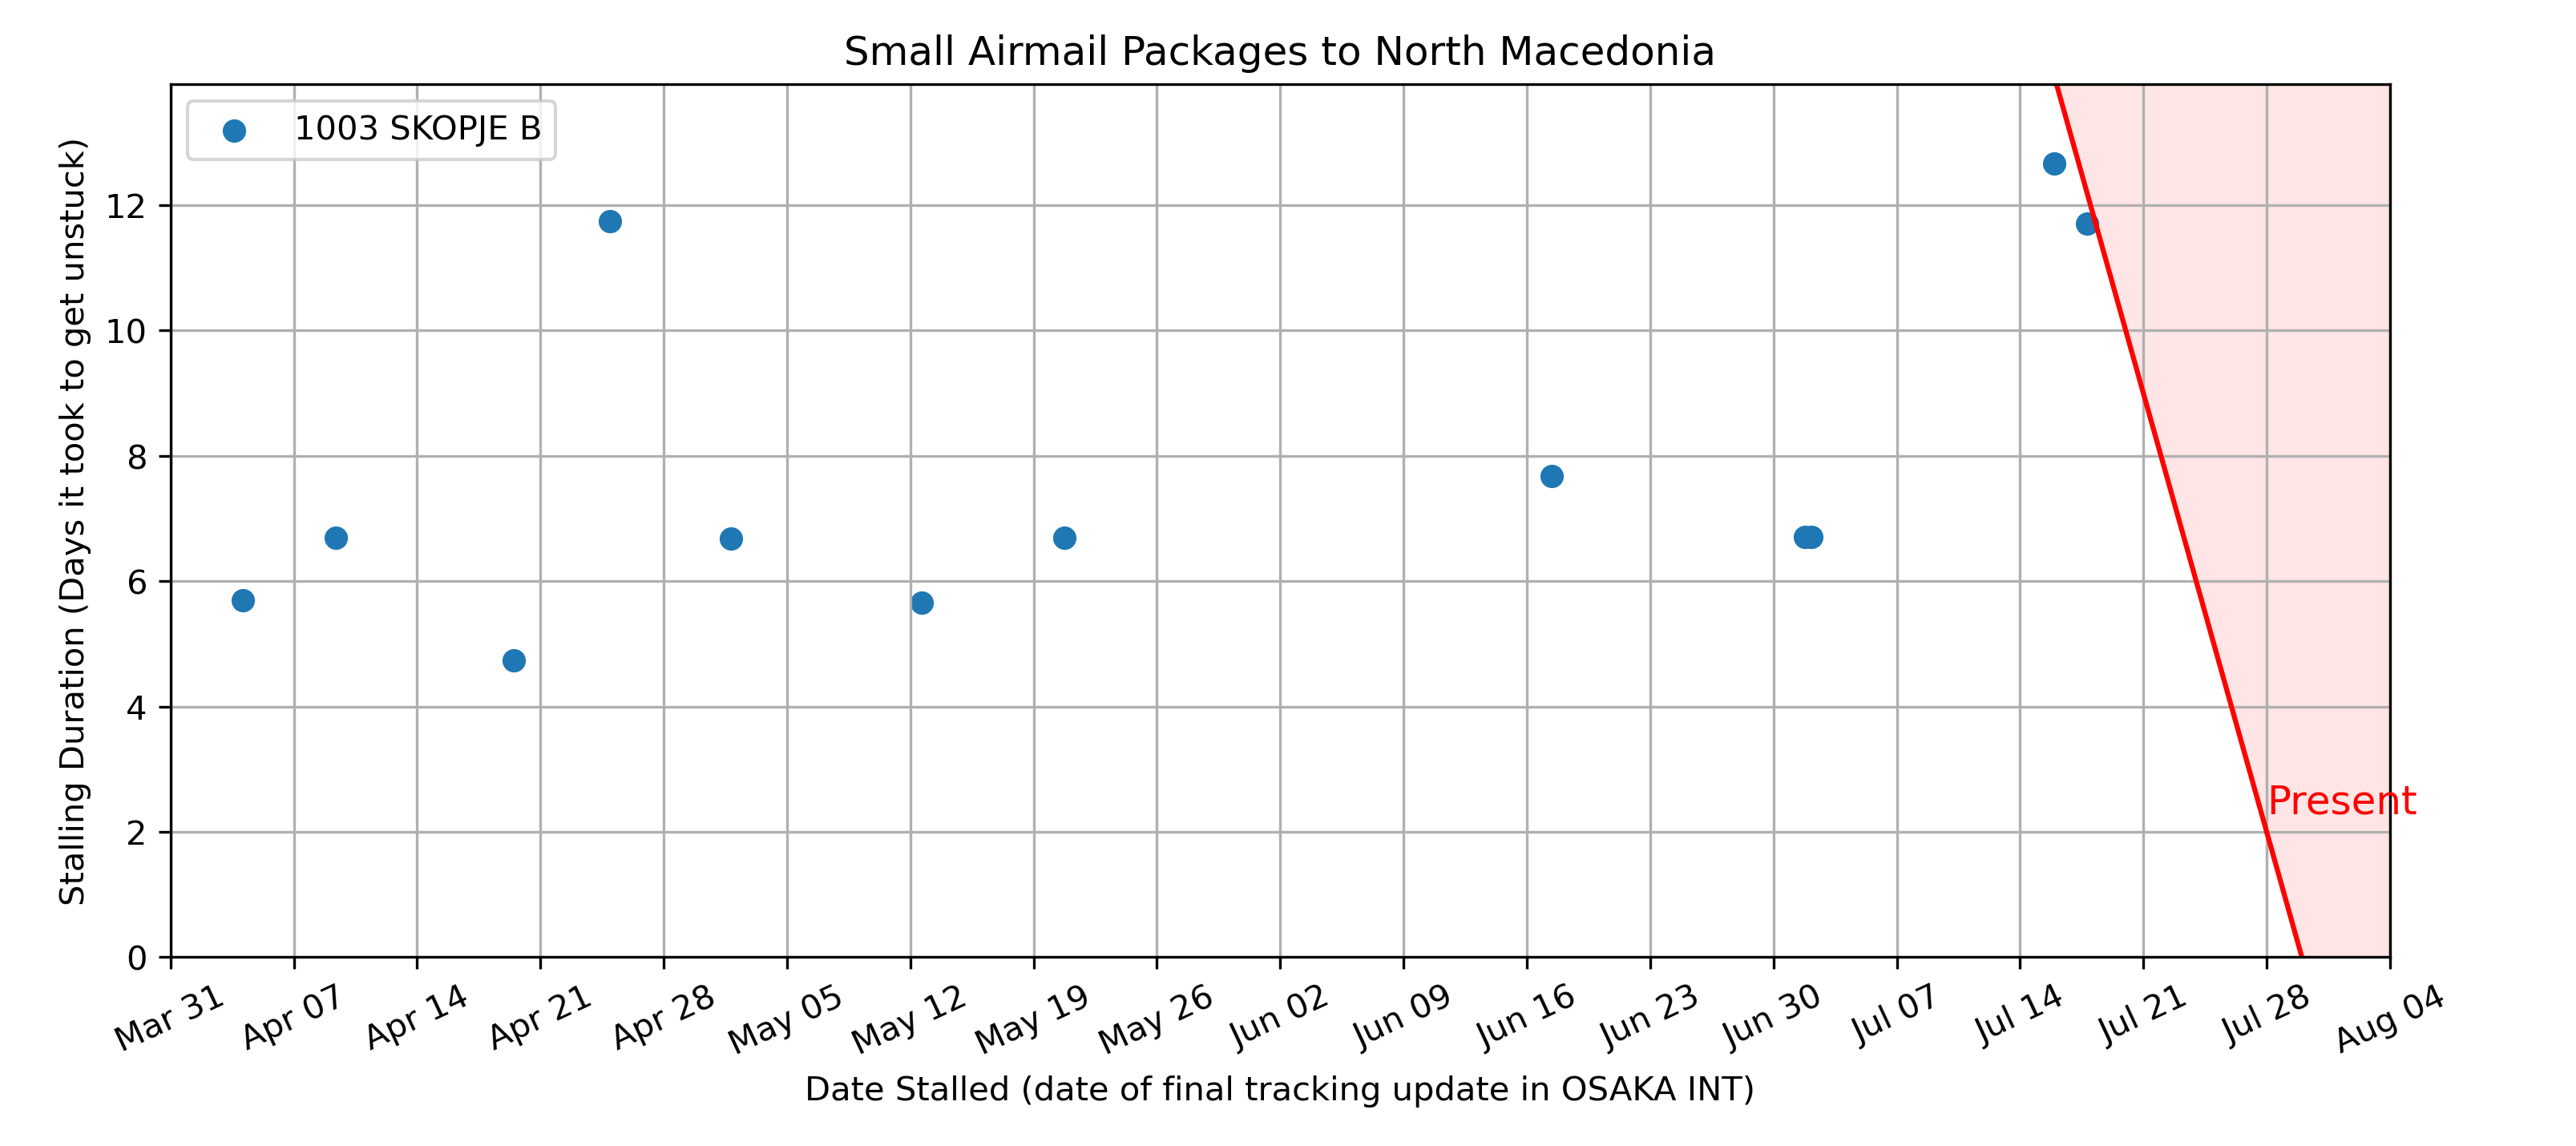 Small Airmail Packages to North Macedonia
1003 SKOPJE B
Stalling Duration (Days it took to get unstuck)
12
10
8
6
4
2
0
Present
Mar 31
Apr 07
Apr 14
Apr 21
Apr 28
May 05
May 12
May 19
May 26
Jun 02
Jun 09
Jun 16
Jun 23
Jun 30
Jul 07
Jul 14
Jul 21
Jul 28
Aug 04
Date Stalled (date of final tracking update in OSAKA INT)